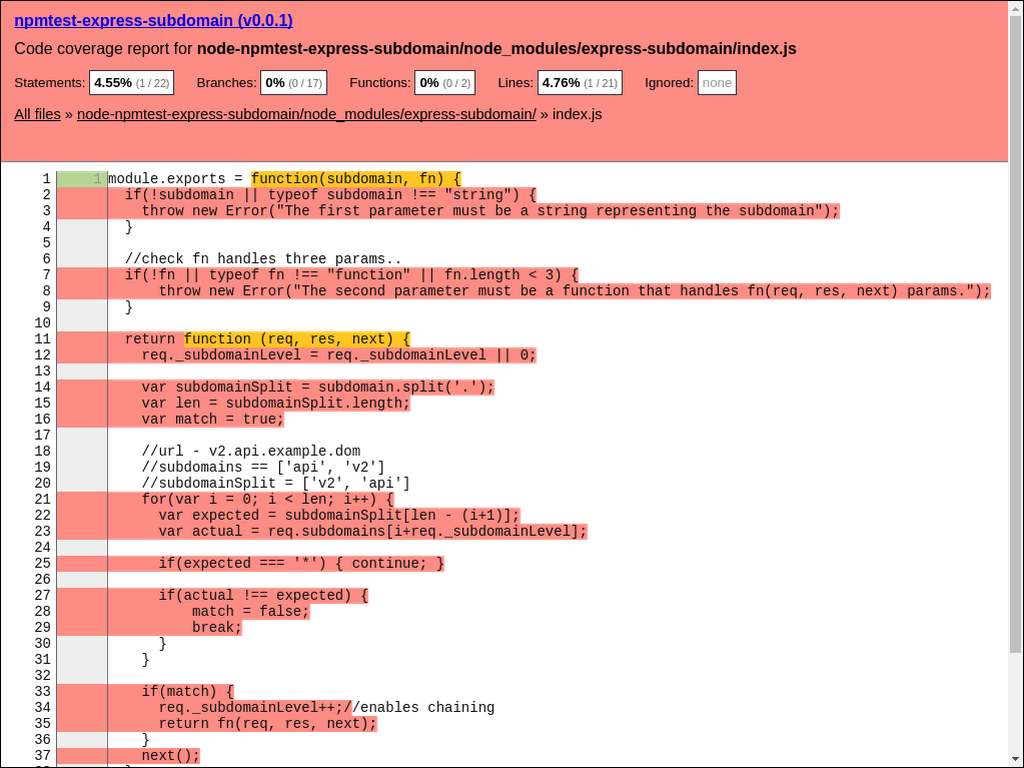 npmtest-express-subdomain (v0.0.1)
Code coverage report for node-npmtest-express-subdomain/node_modules/express-subdomain/index.js
Statements: 4.55% (1 / 22) Branches: 0% (0 / 17) Functions: 0% (0 / 2) Lines: 4.76% (1 / 21) Ignored: none
All files » node-npmtest-express-subdomain/node_modules/express-subdomain/ » index.js
1 1 module.exports = function(subdomain, fn) {
2   if(!subdomain || typeof subdomain !== "string") {
3     throw new Error("The first parameter must be a string representing the subdomain");
4   }
5
6   //check fn handles three params..
7   if(!fn || typeof fn !== "function" || fn.length < 3) {
8       throw new Error("The second parameter must be a function that handles fn(req, res, next) params.");
9   }
10
11   return function (req, res, next) {
12     req._subdomainLevel = req._subdomainLevel || 0;
13
14     var subdomainSplit = subdomain.split('.');
15     var len = subdomainSplit.length;
16     var match = true;
17
18     //url - v2.api.example.dom
19     //subdomains == ['api', 'v2']
20     //subdomainSplit = ['v2', 'api']
21     for(var i = 0; i < len; i++) {
22       var expected = subdomainSplit[len - (i+1)];
23       var actual = req.subdomains[i+req._subdomainLevel];
24
25       if(expected === '*') { continue; }
26
27       if(actual !== expected) {
28           match = false;
29           break;
30       }
31     }
32
33     if(match) {
34       req._subdomainLevel++;//enables chaining
35       return fn(req, res, next);
36     }
37     next();